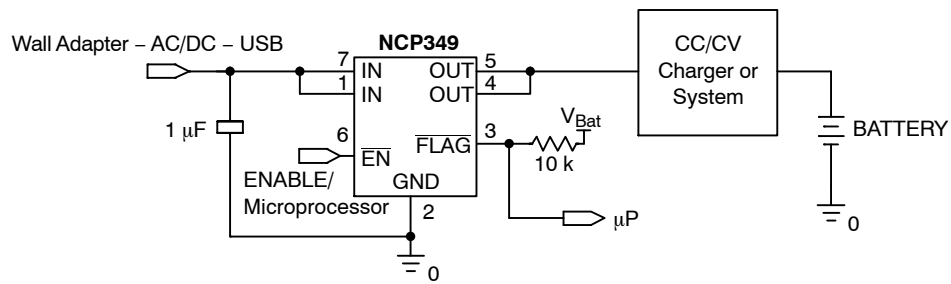 Wall Adapter – AC/DC – USB
NCP349
7
IN
1
IN
OUT
5
OUT
4
1 μF
6
EN
FLAG
3
V_Bat
10 k
CC/CV
Charger or
System
BATTERY
ENABLE/
Microprocessor
GND
2
μP
0
0